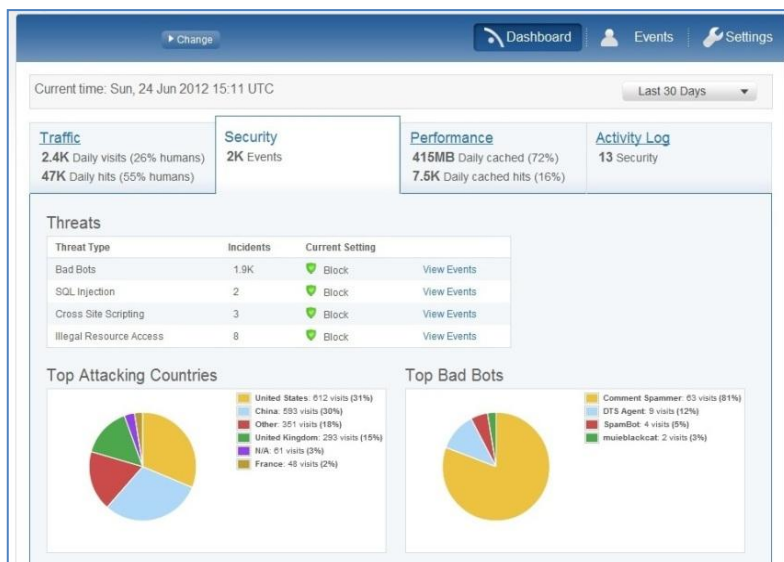 Change
Dashboard
Events
Settings
Current time: Sun, 24 Jun 2012 15:11 UTC
Last 30 Days
Traffic
2.4K Daily visits (26% humans)
47K Daily hits (55% humans)
Security
2K Events
Performance
415MB Daily cached (72%)
7.5K Daily cached hits (16%)
Activity Log
13 Security
Threats
Threat Type Incidents Current Setting
Bad Bots 1.9K Block View Events
SQL Injection 2 Block View Events
Cross Site Scripting 3 Block View Events
Illegal Resource Access 8 Block View Events
Top Attacking Countries
United States: 612 visits (31%)
China: 593 visits (30%)
Other: 351 visits (18%)
United Kingdom: 293 visits (15%)
N/A: 61 visits (3%)
France: 48 visits (2%)
Top Bad Bots
Comment Spammer: 63 visits (81%)
DTS Agent: 9 visits (12%)
SpamBot: 4 visits (5%)
muieblackcat: 2 visits (3%)